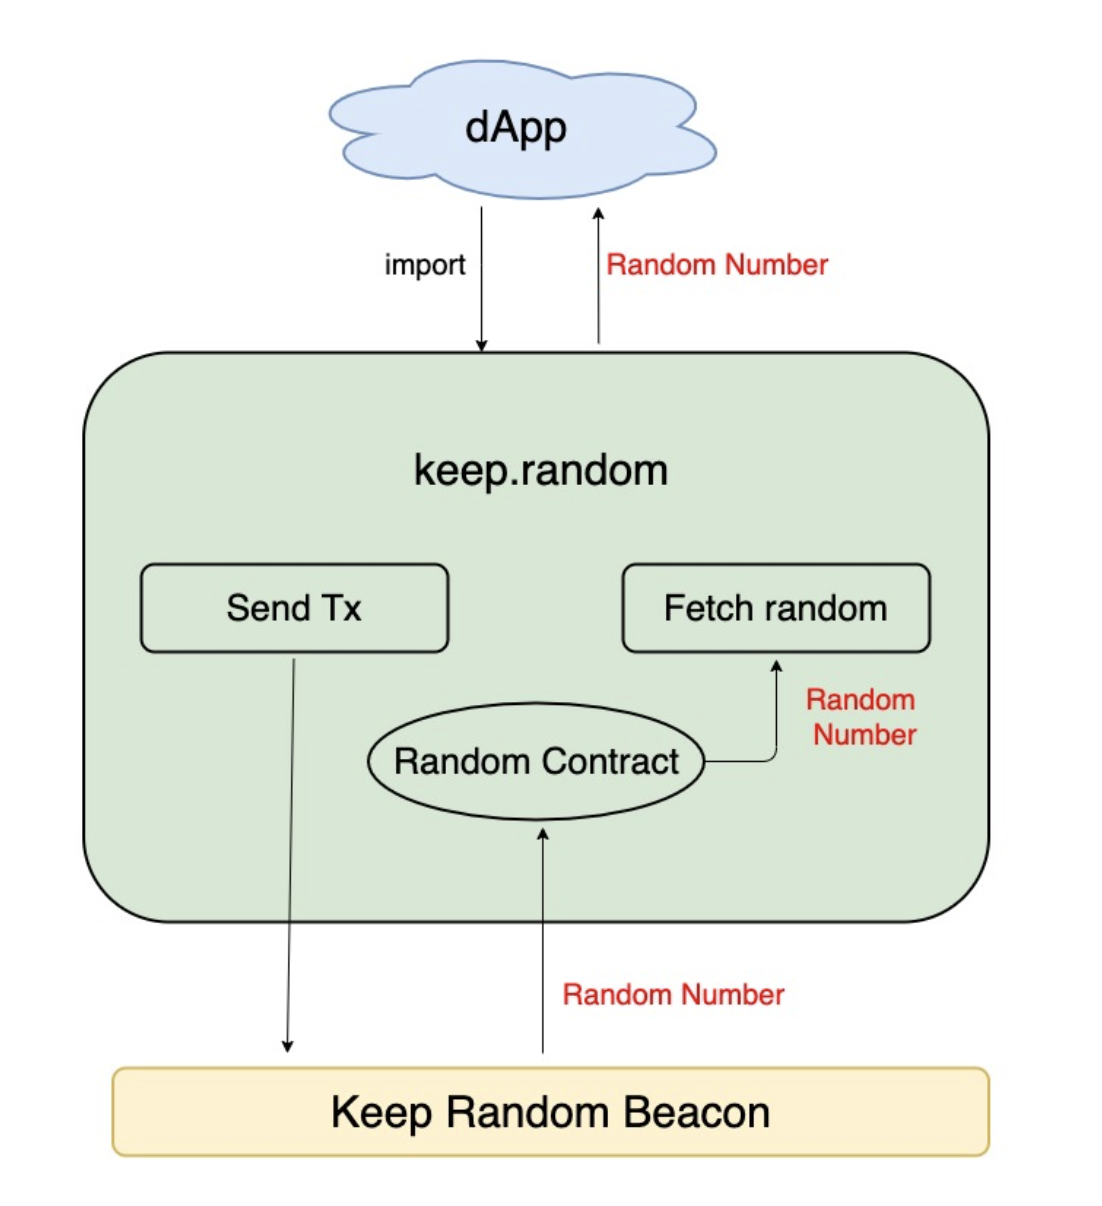 dApp
import
Random Number
keep.random
Send Tx
Fetch random
Random
Number
Random Contract
Random Number
Keep Random Beacon